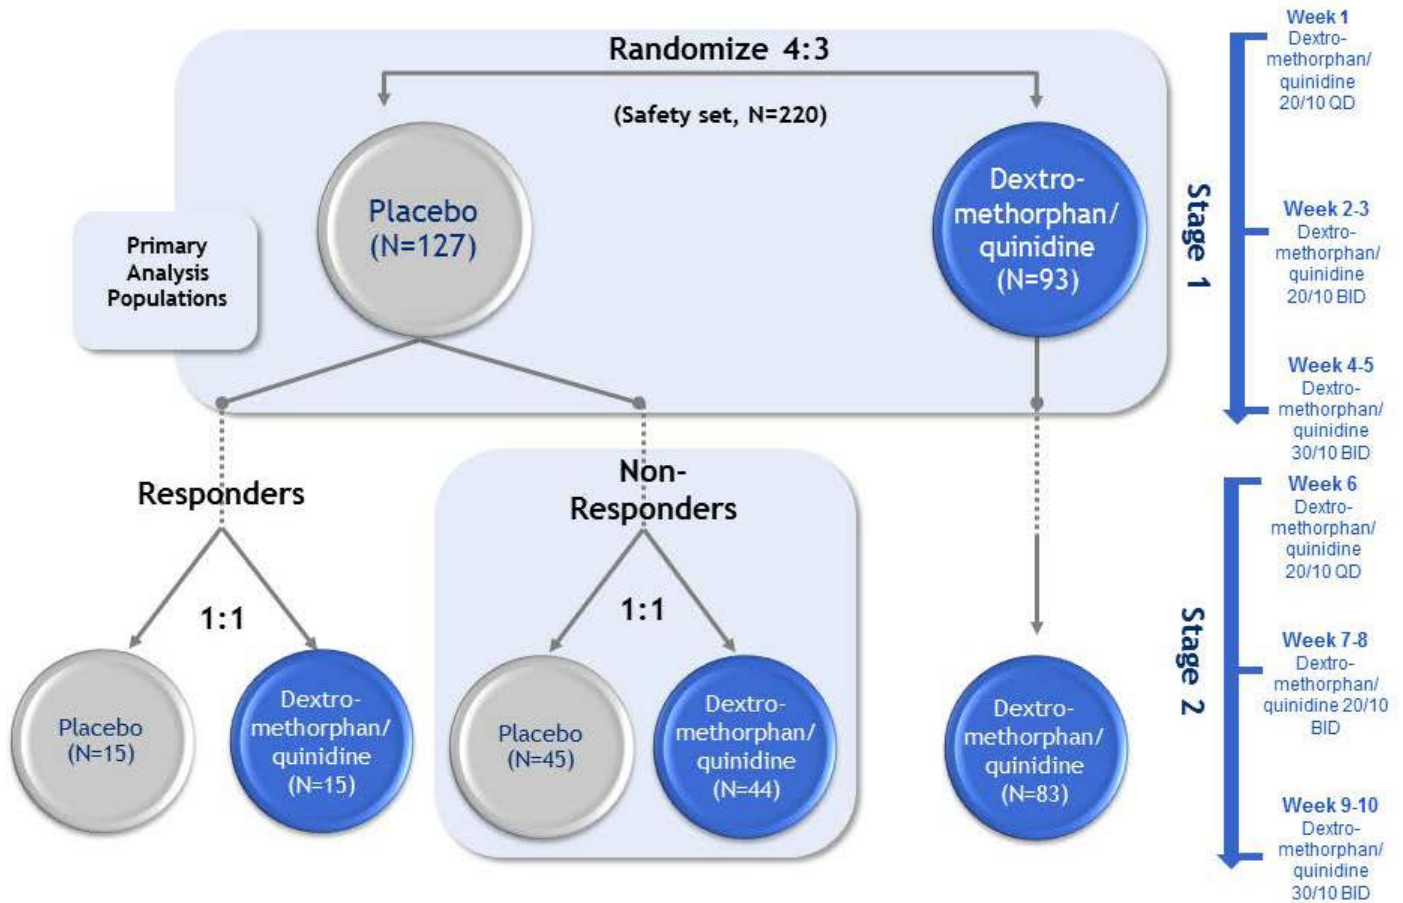 Randomize 4:3
(Safety set, N=220)
Placebo
(N=127)
Dextro-
methorphan/
quinidine
(N=93)
Primary
Analysis
Populations
Stage 1
Week 1
Dextro-
methorphan/
quinidine
20/10 QD
Week 2-3
Dextro-
methorphan/
quinidine
20/10 BID
Week 4-5
Dextro-
methorphan/
quinidine
30/10 BID
Responders
1:1
Placebo
(N=15)
Dextro-
methorphan/
quinidine
(N=15)
Non-
Responders
1:1
Placebo
(N=45)
Dextro-
methorphan/
quinidine
(N=44)
Dextro-
methorphan/
quinidine
(N=83)
Stage 2
Week 6
Dextro-
methorphan/
quinidine
20/10 QD
Week 7-8
Dextro-
methorphan/
quinidine 20/10
BID
Week 9-10
Dextro-
methorphan/
quinidine
30/10 BID